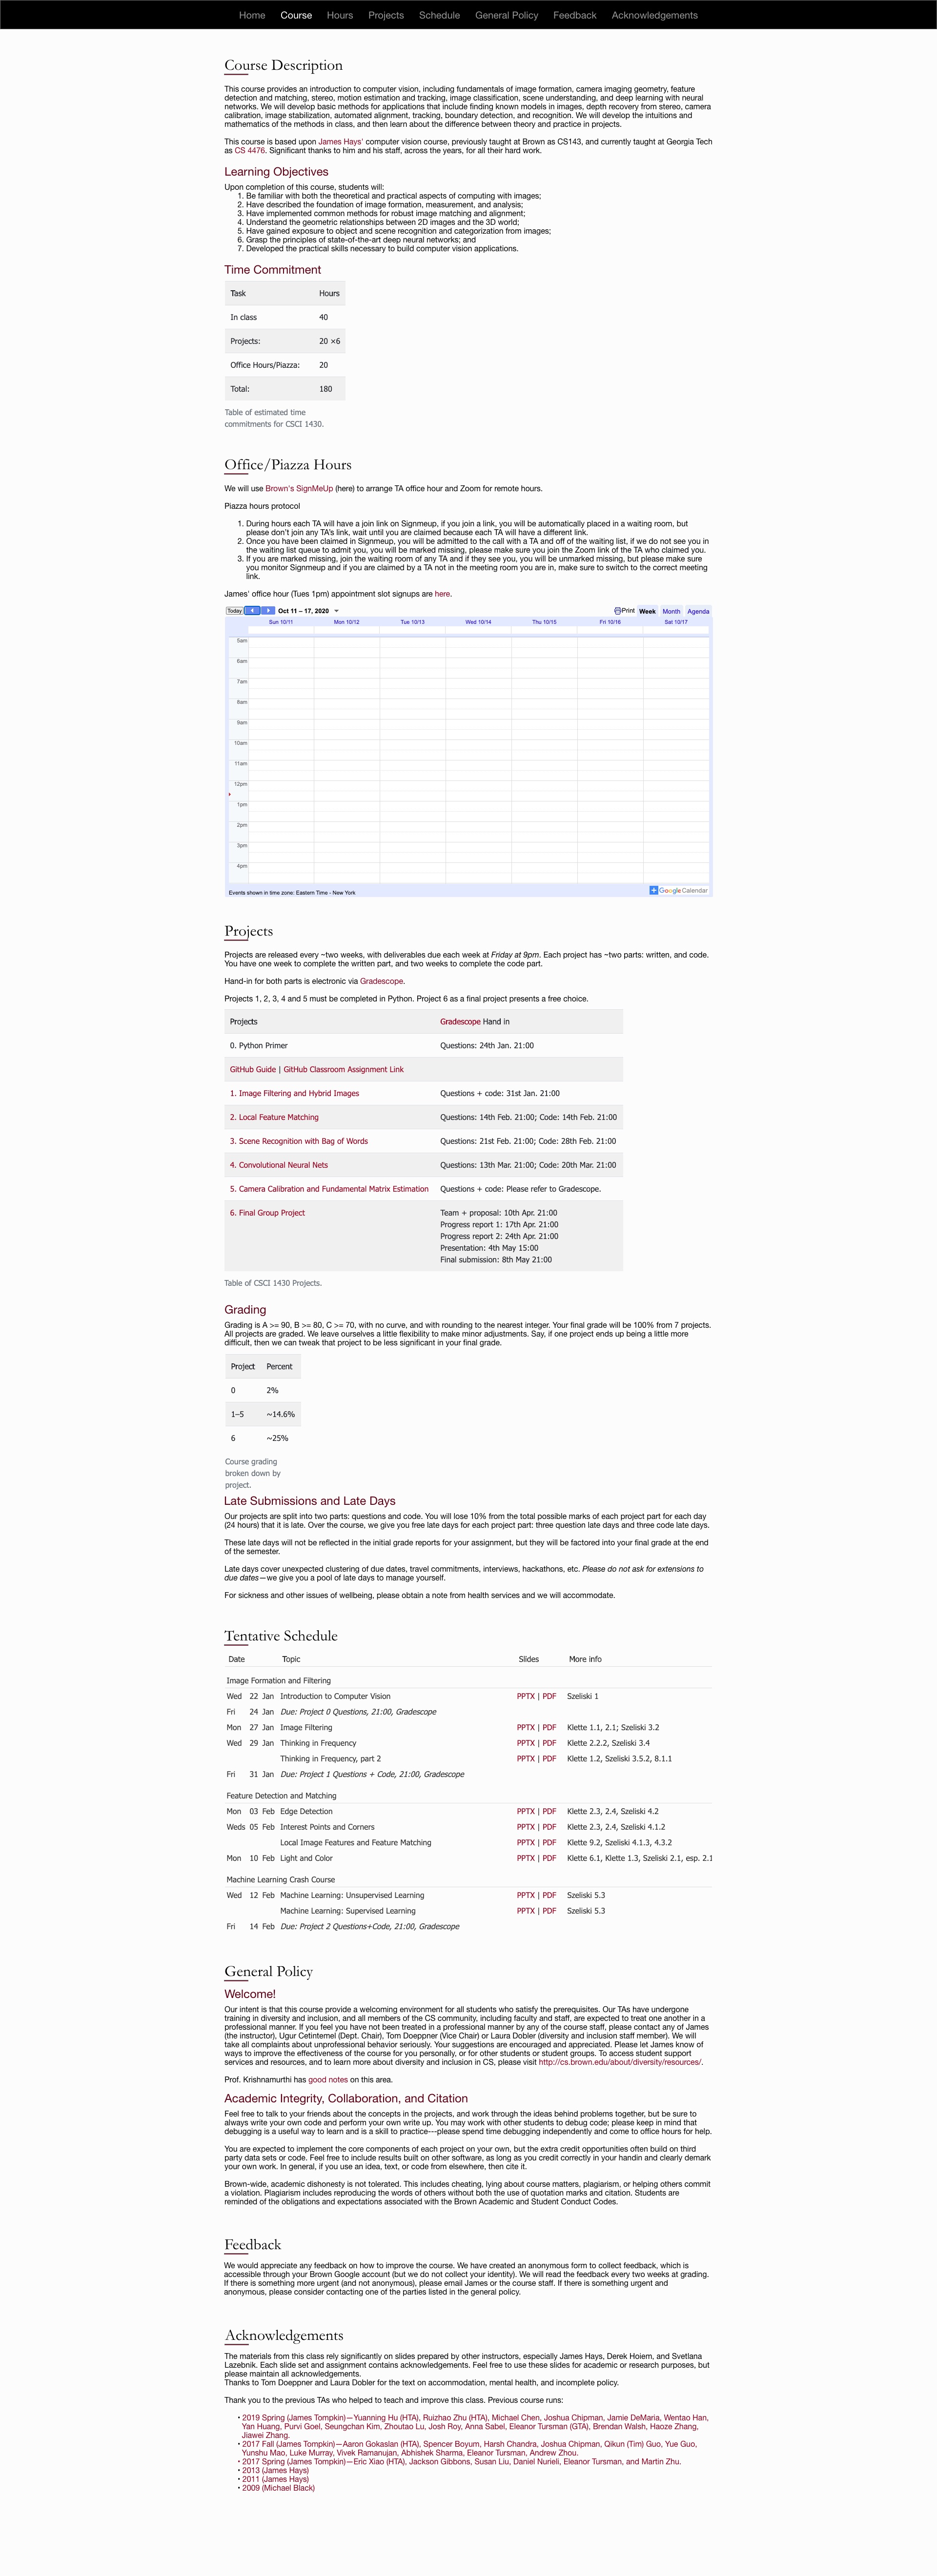 Home Course Hours Projects Schedule General Policy Feedback Acknowledgements
Course Description
This course provides an introduction to computer vision, including fundamentals of image formation, camera imaging geometry, feature
detection and matching, stereo, motion estimation and tracking, image classification, scene understanding, and deep learning with neural
networks. We will develop basic methods for applications that include finding known models in images, depth recovery from stereo, camera
calibration, image stabilization, automated alignment, tracking, boundary detection, and recognition. We will develop the intuitions and
mathematics of the methods in class, and then learn about the difference between theory and practice in projects.
This course is based upon James Hays' computer vision course, previously taught at Brown as CS143, and currently taught at Georgia Tech
as CS 4476. Significant thanks to him and his staff, across the years, for all their hard work.
Learning Objectives
Upon completion of this course, students will:
1. Be familiar with both the theoretical and practical aspects of computing with images;
2. Have described the foundation of image formation, measurement, and analysis;
3. Have implemented common methods for robust image matching and alignment;
4. Understand the geometric relationships between 2D images and the 3D world;
5. Have gained exposure to object and scene recognition and categorization from images;
6. Grasp the principles of state-of-the-art deep neural networks; and
7. Developed the practical skills necessary to build computer vision applications.
Time Commitment
Task Hours
In class 40
Projects: 20 ×6
Office Hours/Piazza: 20
Total: 180
Table of estimated time
commitments for CSCI 1430.
Office/Piazza Hours
We will use Brown's SignMeUp (here) to arrange TA office hour and Zoom for remote hours.
Piazza hours protocol
1. During hours each TA will have a join link on Signmeup, if you join a link, you will be automatically placed in a waiting room, but
please don't join any TA's link, wait until you are claimed because each TA will have a different link.
2. Once you have been claimed in Signmeup, you will be admitted to the call with a TA and off of the waiting list, if we do not see you in
the waiting list queue to admit you, you will be marked missing, please make sure you join the Zoom link of the TA who claimed you.
3. If you are marked missing, join the waiting room of any TA and if they see you, you will be unmarked missing, but please make sure
you monitor Signmeup and if you are claimed by a TA not in the meeting room you are in, make sure to switch to the correct meeting
link.
James' office hour (Tues 1pm) appointment slot signups are here.
Today Oct 11 – 17, 2020 Print Week Month Agenda
Sun 10/11 Mon 10/12 Tue 10/13 Wed 10/14 Thu 10/15 Fri 10/16 Sat 10/17
5am
6am
7am
8am
9am
10am
11am
12pm
1pm
2pm
3pm
4pm
Events shown in time zone: Eastern Time - New York
Google Calendar
Projects
Projects are released every ~two weeks, with deliverables due each week at Friday at 9pm. Each project has ~two parts: written, and code.
You have one week to complete the written part, and two weeks to complete the code part.
Hand-in for both parts is electronic via Gradescope.
Projects 1, 2, 3, 4 and 5 must be completed in Python. Project 6 as a final project presents a free choice.
Projects Gradescope Hand in
0. Python Primer Questions: 24th Jan. 21:00
GitHub Guide | GitHub Classroom Assignment Link
1. Image Filtering and Hybrid Images Questions + code: 31st Jan. 21:00
2. Local Feature Matching Questions: 14th Feb. 21:00; Code: 14th Feb. 21:00
3. Scene Recognition with Bag of Words Questions: 21st Feb. 21:00; Code: 28th Feb. 21:00
4. Convolutional Neural Nets Questions: 13th Mar. 21:00; Code: 20th Mar. 21:00
5. Camera Calibration and Fundamental Matrix Estimation Questions + code: Please refer to Gradescope.
6. Final Group Project Team + proposal: 10th Apr. 21:00
Progress report 1: 17th Apr. 21:00
Progress report 2: 24th Apr. 21:00
Presentation: 4th May 15:00
Final submission: 8th May 21:00
Table of CSCI 1430 Projects.
Grading
Grading is A >= 90, B >= 80, C >= 70, with no curve, and with rounding to the nearest integer. Your final grade will be 100% from 7 projects.
All projects are graded. We leave ourselves a little flexibility to make minor adjustments. Say, if one project ends up being a little more
difficult, then we can tweak that project to be less significant in your final grade.
Project Percent
0 2%
1–5 ~14.6%
6 ~25%
Course grading
broken down by
project.
Late Submissions and Late Days
Our projects are split into two parts: questions and code. You will lose 10% from the total possible marks of each project part for each day
(24 hours) that it is late. Over the course, we give you free late days for each project part: three question late days and three code late days.
These late days will not be reflected in the initial grade reports for your assignment, but they will be factored into your final grade at the end
of the semester.
Late days cover unexpected clustering of due dates, travel commitments, interviews, hackathons, etc. Please do not ask for extensions to
due dates—we give you a pool of late days to manage yourself.
For sickness and other issues of wellbeing, please obtain a note from health services and we will accommodate.
Tentative Schedule
Date Topic Slides More info
Image Formation and Filtering
Wed 22 Jan Introduction to Computer Vision PPTX | PDF Szeliski 1
Fri 24 Jan Due: Project 0 Questions, 21:00, Gradescope
Mon 27 Jan Image Filtering PPTX | PDF Klette 1.1, 2.1; Szeliski 3.2
Wed 29 Jan Thinking in Frequency PPTX | PDF Klette 2.2.2, Szeliski 3.4
Thinking in Frequency, part 2 PPTX | PDF Klette 1.2, Szeliski 3.5.2, 8.1.1
Fri 31 Jan Due: Project 1 Questions + Code, 21:00, Gradescope
Feature Detection and Matching
Mon 03 Feb Edge Detection PPTX | PDF Klette 2.3, 2.4, Szeliski 4.2
Weds 05 Feb Interest Points and Corners PPTX | PDF Klette 2.3, 2.4, Szeliski 4.1.2
Local Image Features and Feature Matching PPTX | PDF Klette 9.2, Szeliski 4.1.3, 4.3.2
Mon 10 Feb Light and Color PPTX | PDF Klette 6.1, Klette 1.3, Szeliski 2.1, esp. 2.1
Machine Learning Crash Course
Wed 12 Feb Machine Learning: Unsupervised Learning PPTX | PDF Szeliski 5.3
Machine Learning: Supervised Learning PPTX | PDF Szeliski 5.3
Fri 14 Feb Due: Project 2 Questions+Code, 21:00, Gradescope
General Policy
Welcome!
Our intent is that this course provide a welcoming environment for all students who satisfy the prerequisites. Our TAs have undergone
training in diversity and inclusion, and all members of the CS community, including faculty and staff, are expected to treat one another in a
professional manner. If you feel you have not been treated in a professional manner by any of the course staff, please contact any of James
(the instructor), Ugur Cetintemel (Dept. Chair), Tom Doeppner (Vice Chair) or Laura Dobler (diversity and inclusion staff member). We will
take all complaints about unprofessional behavior seriously. Your suggestions are encouraged and appreciated. Please let James know of
ways to improve the effectiveness of the course for you personally, or for other students or student groups. To access student support
services and resources, and to learn more about diversity and inclusion in CS, please visit http://cs.brown.edu/about/diversity/resources/.
Prof. Krishnamurthi has good notes on this area.
Academic Integrity, Collaboration, and Citation
Feel free to talk to your friends about the concepts in the projects, and work through the ideas behind problems together, but be sure to
always write your own code and perform your own write up. You may work with other students to debug code; please keep in mind that
debugging is a useful way to learn and is a skill to practice---please spend time debugging independently and come to office hours for help.
You are expected to implement the core components of each project on your own, but the extra credit opportunities often build on third
party data sets or code. Feel free to include results built on other software, as long as you credit correctly in your handin and clearly demark
your own work. In general, if you use an idea, text, or code from elsewhere, then cite it.
Brown-wide, academic dishonesty is not tolerated. This includes cheating, lying about course matters, plagiarism, or helping others commit
a violation. Plagiarism includes reproducing the words of others without both the use of quotation marks and citation. Students are
reminded of the obligations and expectations associated with the Brown Academic and Student Conduct Codes.
Feedback
We would appreciate any feedback on how to improve the course. We have created an anonymous form to collect feedback, which is
accessible through your Brown Google account (but we do not collect your identity). We will read the feedback every two weeks at grading.
If there is something more urgent (and not anonymous), please email James or the course staff. If there is something urgent and
anonymous, please consider contacting one of the parties listed in the general policy.
Acknowledgements
The materials from this class rely significantly on slides prepared by other instructors, especially James Hays, Derek Hoiem, and Svetlana
Lazebnik. Each slide set and assignment contains acknowledgements. Feel free to use these slides for academic or research purposes, but
please maintain all acknowledgements.
Thanks to Tom Doeppner and Laura Dobler for the text on accommodation, mental health, and incomplete policy.
Thank you to the previous TAs who helped to teach and improve this class. Previous course runs:
• 2019 Spring (James Tompkin)—Yuanning Hu (HTA), Ruizhao Zhu (HTA), Michael Chen, Joshua Chipman, Jamie DeMaria, Wentao Han,
Yan Huang, Purvi Goel, Seungchan Kim, Zhoutao Lu, Josh Roy, Anna Sabel, Eleanor Tursman (GTA), Brendan Walsh, Haoze Zhang,
Jiawei Zhang.
• 2017 Fall (James Tompkin)—Aaron Gokaslan (HTA), Spencer Boyum, Harsh Chandra, Joshua Chipman, Qikun (Tim) Guo, Yue Guo,
Yunshu Mao, Luke Murray, Vivek Ramanujan, Abhishek Sharma, Eleanor Tursman, Andrew Zhou.
• 2017 Spring (James Tompkin)—Eric Xiao (HTA), Jackson Gibbons, Susan Liu, Daniel Nurieli, Eleanor Tursman, and Martin Zhu.
• 2013 (James Hays)
• 2011 (James Hays)
• 2009 (Michael Black)